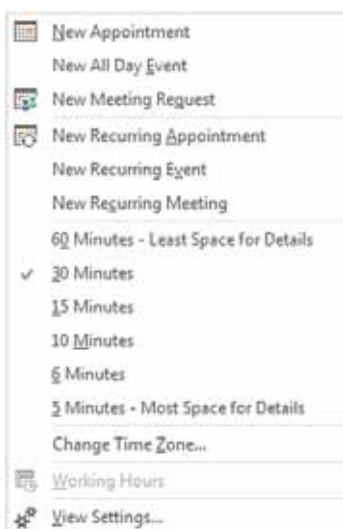 New Appointment
New All Day Event
New Meeting Request
New Recurring Appointment
New Recurring Event
New Recurring Meeting
60 Minutes - Least Space for Details
30 Minutes
15 Minutes
10 Minutes
6 Minutes
5 Minutes - Most Space for Details
Change Time Zone...
Working Hours
View Settings...